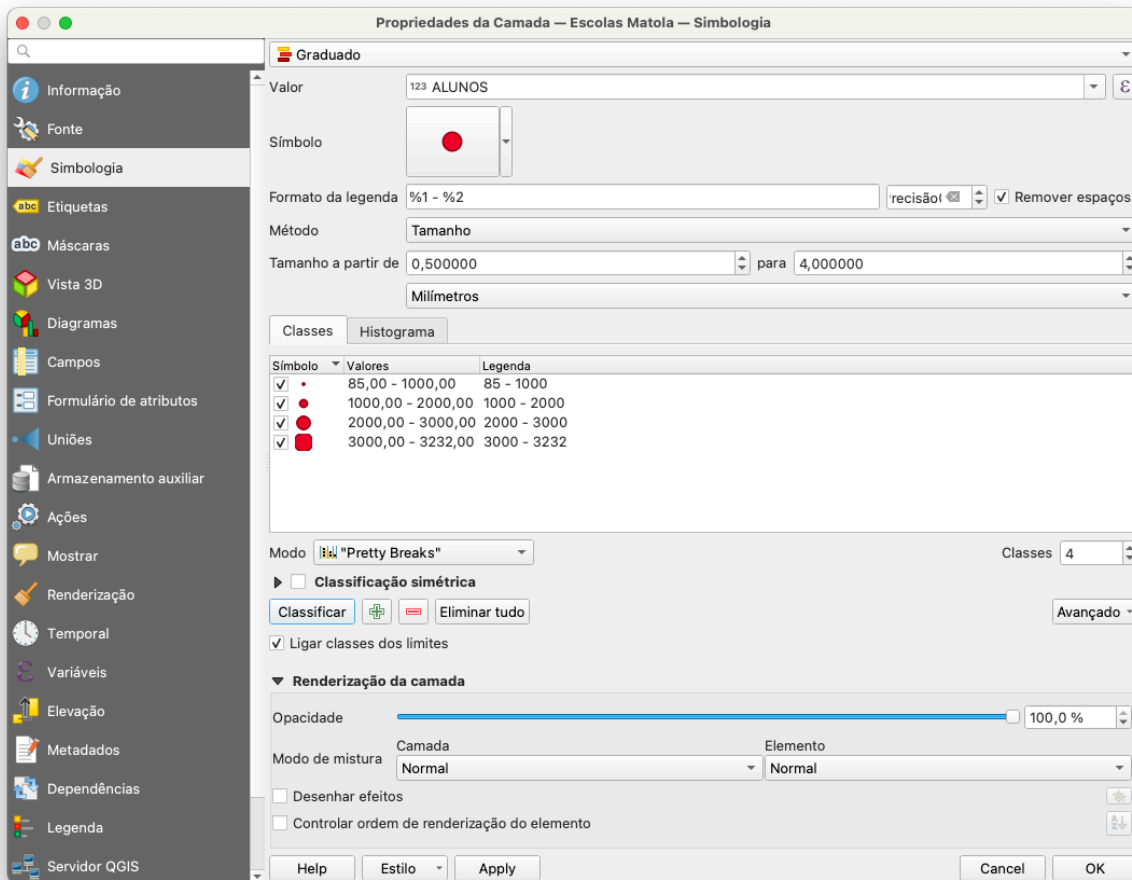 Propriedades da Camada — Escolas Matola — Simbologia
Informação
Fonte
Simbologia
abc Etiquetas
abc Máscaras
Vista 3D
Diagramas
Campos
Formulário de atributos
Uniões
Armazenamento auxiliar
Ações
Mostrar
Renderização
Temporal
ε Variáveis
Elevação
Metadados
Dependências
Legenda
Servidor QGIS
Graduado
Valor 123 ALUNOS ε
Símbolo
Formato da legenda %1 - %2 Remover espaços
Método Tamanho
Tamanho a partir de 0,500000 para 4,000000
Milímetros
Classes Histograma
Símbolo Valores Legenda
85,00 - 1000,00 85 - 1000
1000,00 - 2000,00 1000 - 2000
2000,00 - 3000,00 2000 - 3000
3000,00 - 3232,00 3000 - 3232
Modo "Pretty Breaks" Classes 4
Classificação simétrica
Classificar Eliminar tudo Avançado
Ligar classes dos limites
Renderização da camada
Opacidade 100,0 %
Camada Elemento
Modo de mistura Normal Normal
Desenhar efeitos
Controlar ordem de renderização do elemento
Help Estilo Apply Cancel OK